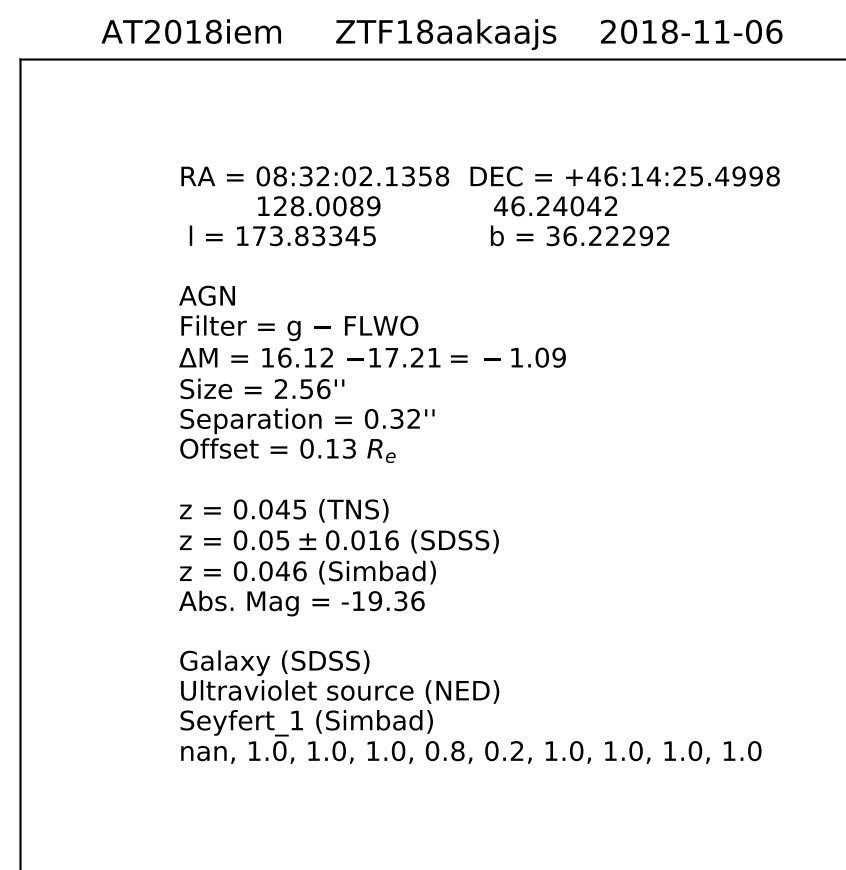 AT2018iem ZTF18aakaajs 2018-11-06
RA = 08:32:02.1358 DEC = +46:14:25.4998
128.0089 46.24042
l = 173.83345 b = 36.22292
AGN
Filter = g − FLWO
ΔM = 16.12 −17.21 = − 1.09
Size = 2.56''
Separation = 0.32''
Offset = 0.13 Re
z = 0.045 (TNS)
z = 0.05 ± 0.016 (SDSS)
z = 0.046 (Simbad)
Abs. Mag = -19.36
Galaxy (SDSS)
Ultraviolet source (NED)
Seyfert_1 (Simbad)
nan, 1.0, 1.0, 1.0, 0.8, 0.2, 1.0, 1.0, 1.0, 1.0